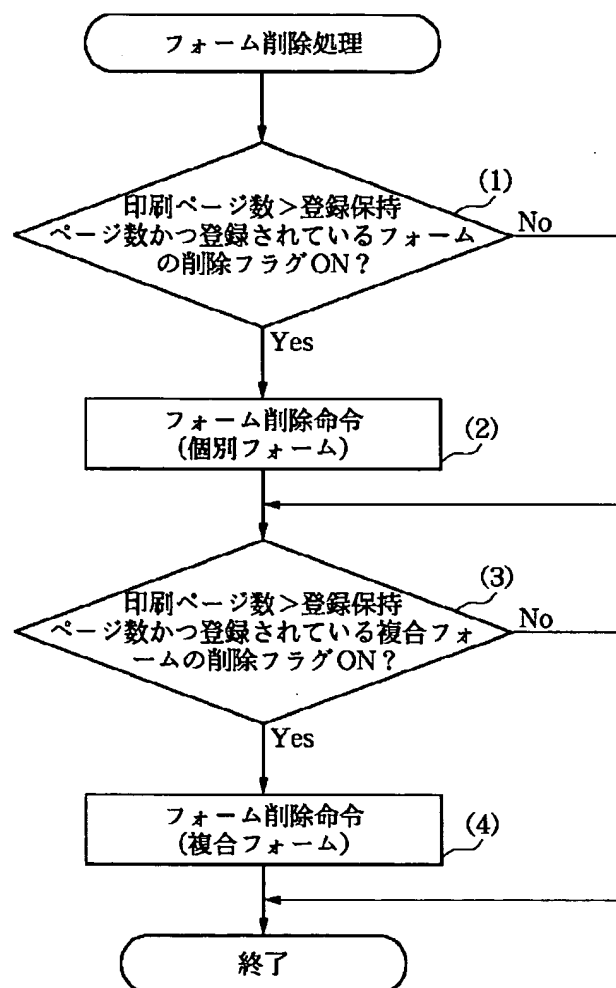 フォーム削除処理
(1)
印刷ページ数＞登録保持
ページ数かつ登録されているフォーム
の削除フラグON？
No
Yes
フォーム削除命令
(個別フォーム)
(2)
(3)
印刷ページ数＞登録保持
ページ数かつ登録されている複合フォ
ームの削除フラグON？
No
Yes
フォーム削除命令
(複合フォーム)
(4)
終了